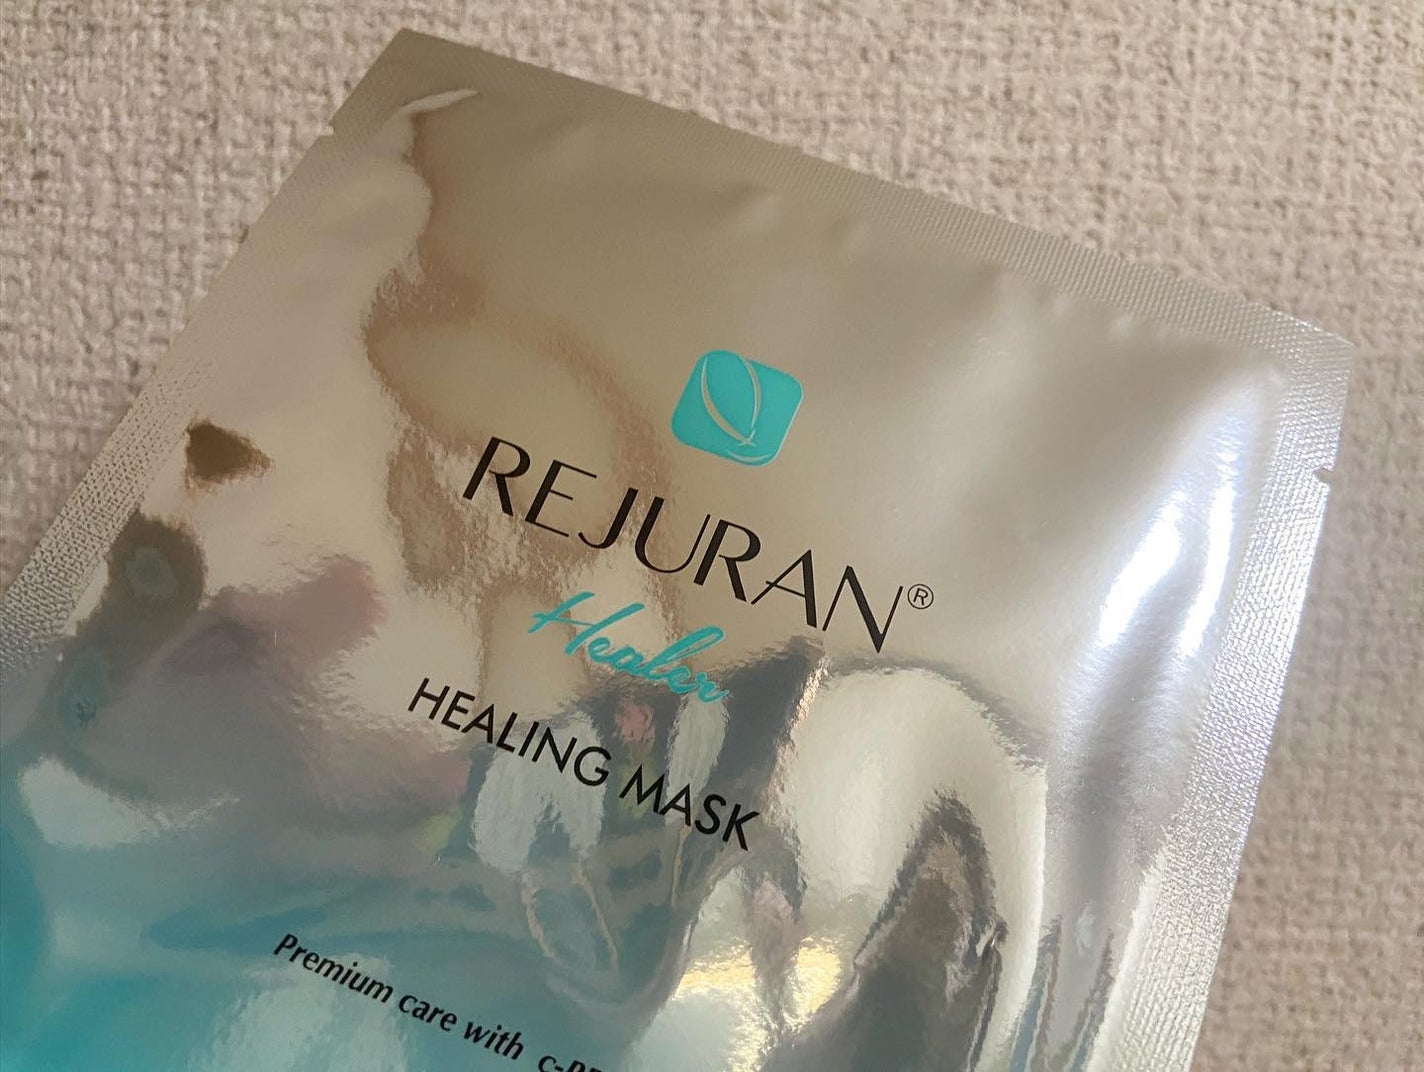 REJURAN®
Healer
HEALING MASK
Premium care with